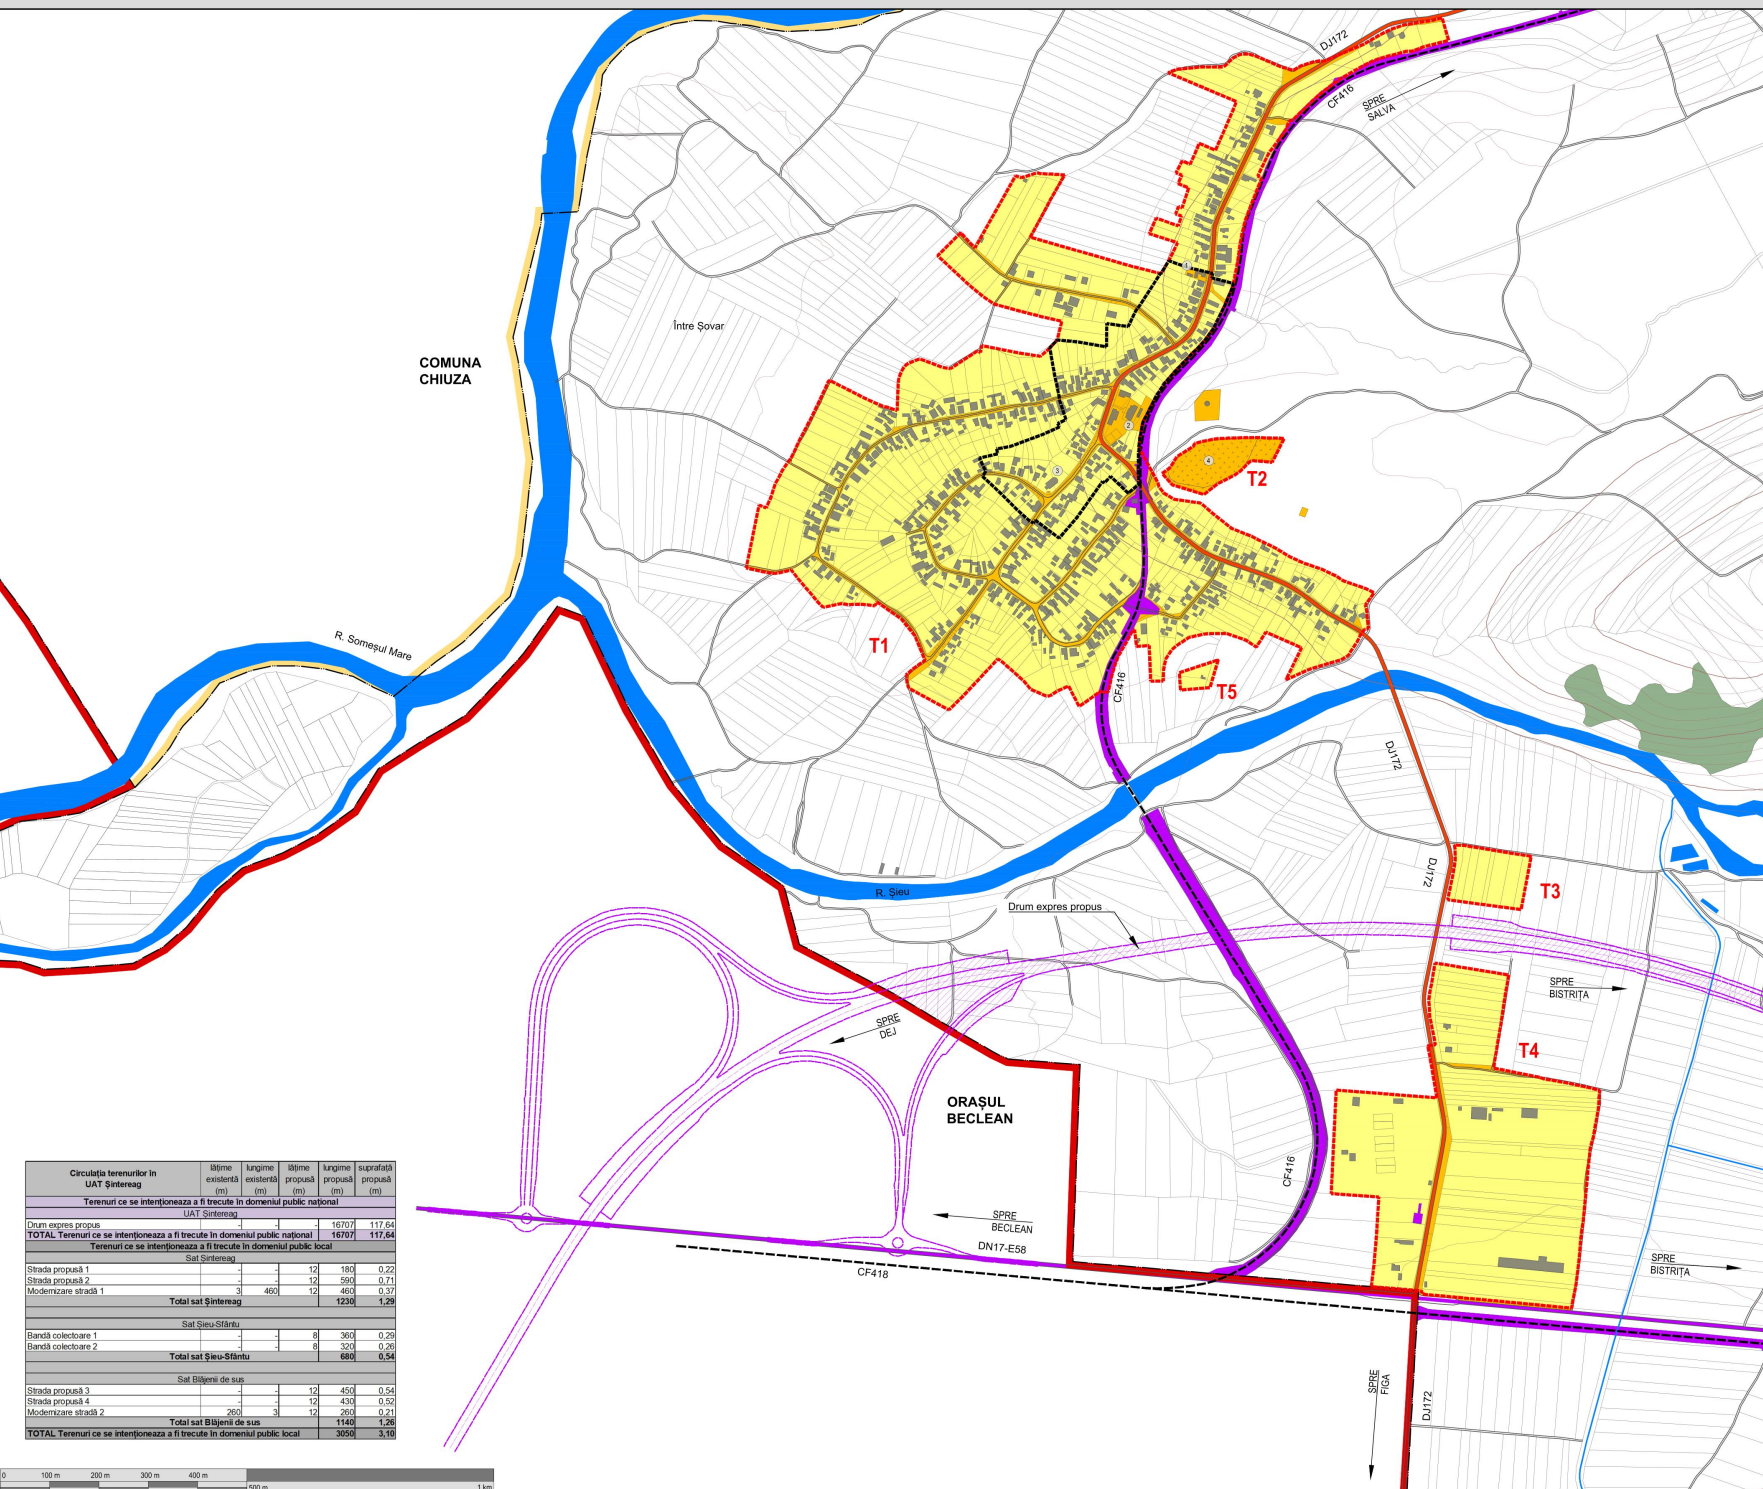 DJ172
CF416
SPRE
SALVA
1
Între Șovar
COMUNA
CHIUZA
2
3
4
T2
R. Someșul Mare
T1
T5
CF416
DJ172
DJ172
T3
R. Șieu
Drum expres propus
SPRE
BISTRIȚA
SPRE
DEJ
T4
ORAȘUL
BECLEAN
CF416
SPRE
BECLEAN
DN17-E58
CF418
SPRE
BISTRIȚA
SPRE
FIGA
DJ172
Circulația terenurilor în UAT Șintereag | lățime existentă (m) | lungime existentă (m) | lățime propusă (m) | lungime propusă (m) | suprafață propusă (m)
Terenuri ce se intenționeaza a fi trecute în domeniul public național
UAT Șintereag
Drum expres propus - - - 16707 117,64
TOTAL Terenuri ce se intenționeaza a fi trecute în domeniul public național 16707 117,64
Terenuri ce se intenționeaza a fi trecute în domeniul public local
Sat Șintereag
Strada propusă 1 - - 12 180 0,22
Strada propusă 2 - - 12 590 0,71
Modernizare stradă 1 3 460 12 460 0,37
Total sat Șintereag 1230 1,29
Sat Șieu-Sfântu
Bandă colectoare 1 - - 8 360 0,29
Bandă colectoare 2 - - 8 320 0,26
Total sat Șieu-Sfântu 680 0,54
Sat Blăjenii de sus
Strada propusă 3 - - 12 450 0,54
Strada propusă 4 - - 12 430 0,52
Modernizare stradă 2 260 3 12 260 0,21
Total sat Blăjenii de sus 1140 1,26
TOTAL Terenuri ce se intenționeaza a fi trecute în domeniul public local 3050 3,10
0 100 m 200 m 300 m 400 m
500 m 1 km